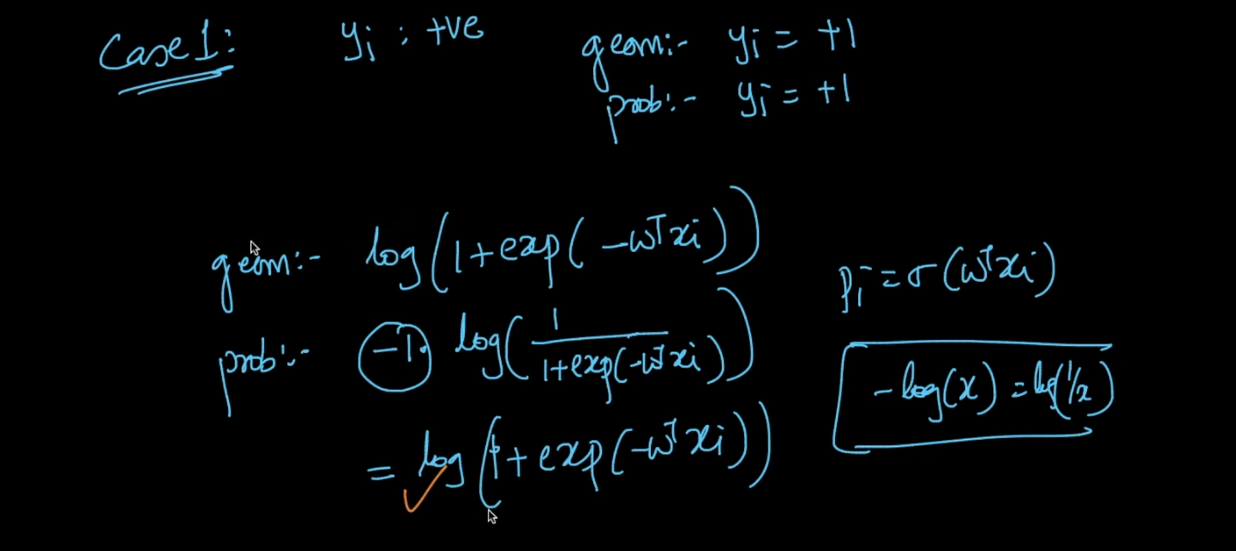 Case 1:   yᵢ : +ve   geom:- yᵢ = +1
prob:- yᵢ = +1
geom:- log(1+exp(-wᵀxᵢ))
pᵢ = σ(wᵀxᵢ)
prob:- -1. log(1/(1+exp(-wᵀxᵢ)))
-log(x) = log(1/x)
= log(1+exp(-wᵀxᵢ))